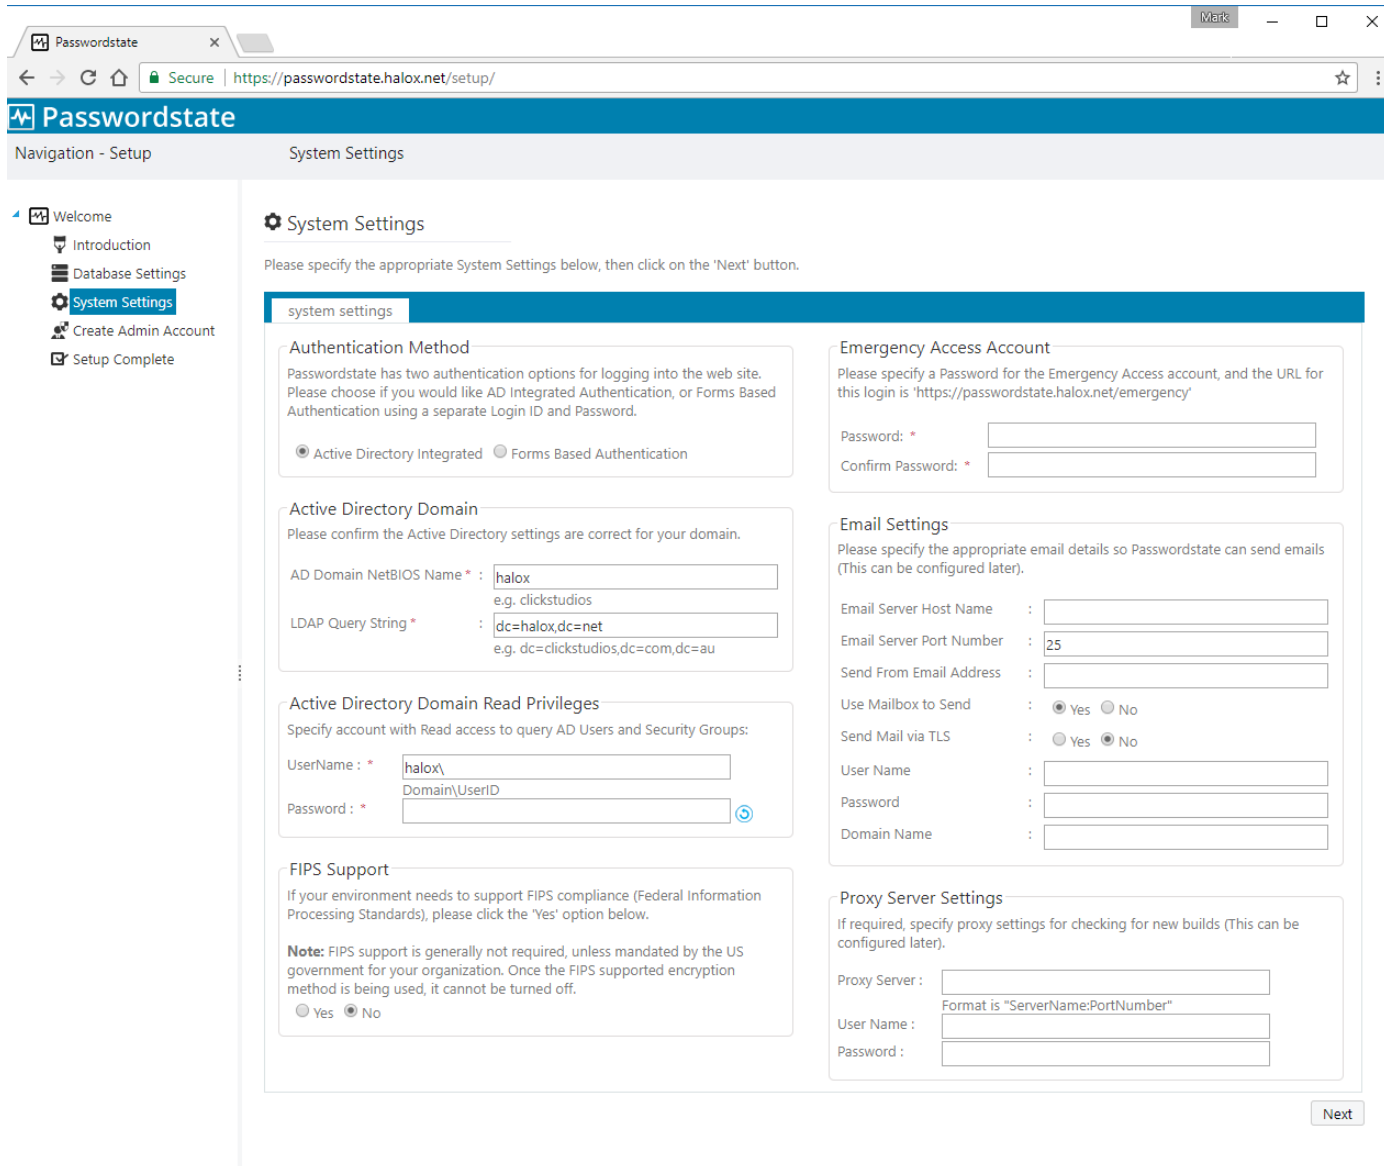 Mark
Passwordstate
Secure | https://passwordstate.halox.net/setup/
Passwordstate
Navigation - Setup
System Settings
Welcome
Introduction
Database Settings
System Settings
Create Admin Account
Setup Complete
System Settings
Please specify the appropriate System Settings below, then click on the 'Next' button.
system settings
Authentication Method
Passwordstate has two authentication options for logging into the web site.
Please choose if you would like AD Integrated Authentication, or Forms Based
Authentication using a separate Login ID and Password.
Active Directory Integrated Forms Based Authentication
Active Directory Domain
Please confirm the Active Directory settings are correct for your domain.
AD Domain NetBIOS Name * : halox
e.g. clickstudios
LDAP Query String * : dc=halox,dc=net
e.g. dc=clickstudios,dc=com,dc=au
Active Directory Domain Read Privileges
Specify account with Read access to query AD Users and Security Groups:
UserName : * halox\
Domain\UserID
Password : *
FIPS Support
If your environment needs to support FIPS compliance (Federal Information
Processing Standards), please click the 'Yes' option below.
Note: FIPS support is generally not required, unless mandated by the US
government for your organization. Once the FIPS supported encryption
method is being used, it cannot be turned off.
Yes No
Emergency Access Account
Please specify a Password for the Emergency Access account, and the URL for
this login is 'https://passwordstate.halox.net/emergency'
Password: *
Confirm Password: *
Email Settings
Please specify the appropriate email details so Passwordstate can send emails
(This can be configured later).
Email Server Host Name :
Email Server Port Number : 25
Send From Email Address :
Use Mailbox to Send : Yes No
Send Mail via TLS : Yes No
User Name :
Password :
Domain Name :
Proxy Server Settings
If required, specify proxy settings for checking for new builds (This can be
configured later).
Proxy Server :
Format is "ServerName:PortNumber"
User Name :
Password :
Next